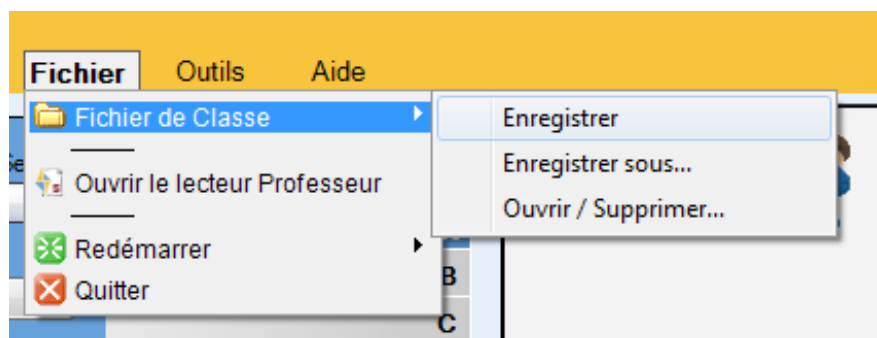 Fichier Outils Aide
Fichier de Classe
Enregistrer
Enregistrer sous...
Ouvrir / Supprimer...
Ouvrir le lecteur Professeur
Redémarrer
Quitter
B
C